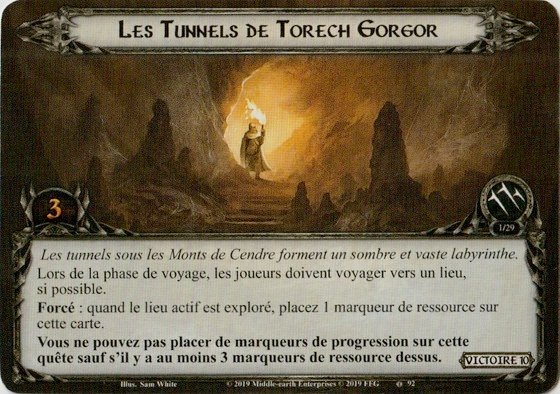 Les Tunnels de Torech Gorgor
3
1/29
Les tunnels sous les Monts de Cendre forment un sombre et vaste labyrinthe.
Lors de la phase de voyage, les joueurs doivent voyager vers un lieu,
si possible.
Forcé : quand le lieu actif est exploré, placez 1 marqueur de ressource sur
cette carte.
Vous ne pouvez pas placer de marqueurs de progression sur cette
quête sauf s'il y a au moins 3 marqueurs de ressource dessus.
VICTOIRE 10
Illus. Sam White
© 2019 Middle-earth Enterprises © 2019 FFG
92